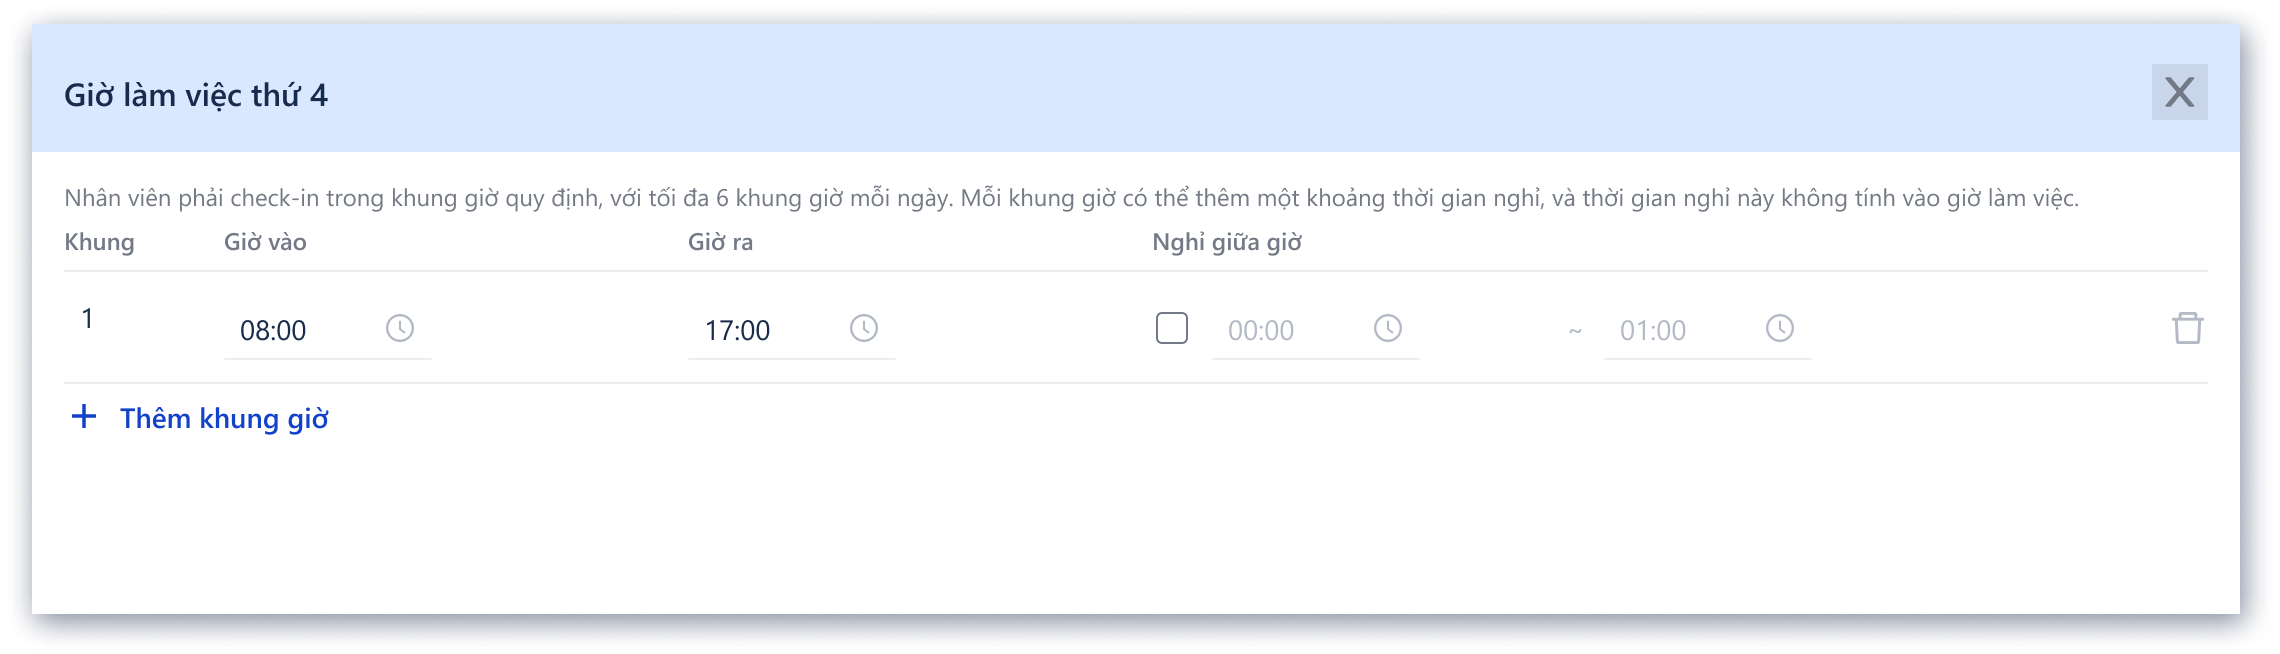 Giờ làm việc thứ 4
X
Nhân viên phải check-in trong khung giờ quy định, với tối đa 6 khung giờ mỗi ngày. Mỗi khung giờ có thể thêm một khoảng thời gian nghỉ, và thời gian nghỉ này không tính vào giờ làm việc.
Khung Giờ vào Giờ ra Nghỉ giữa giờ
1 08:00 17:00 00:00 ~ 01:00
+ Thêm khung giờ